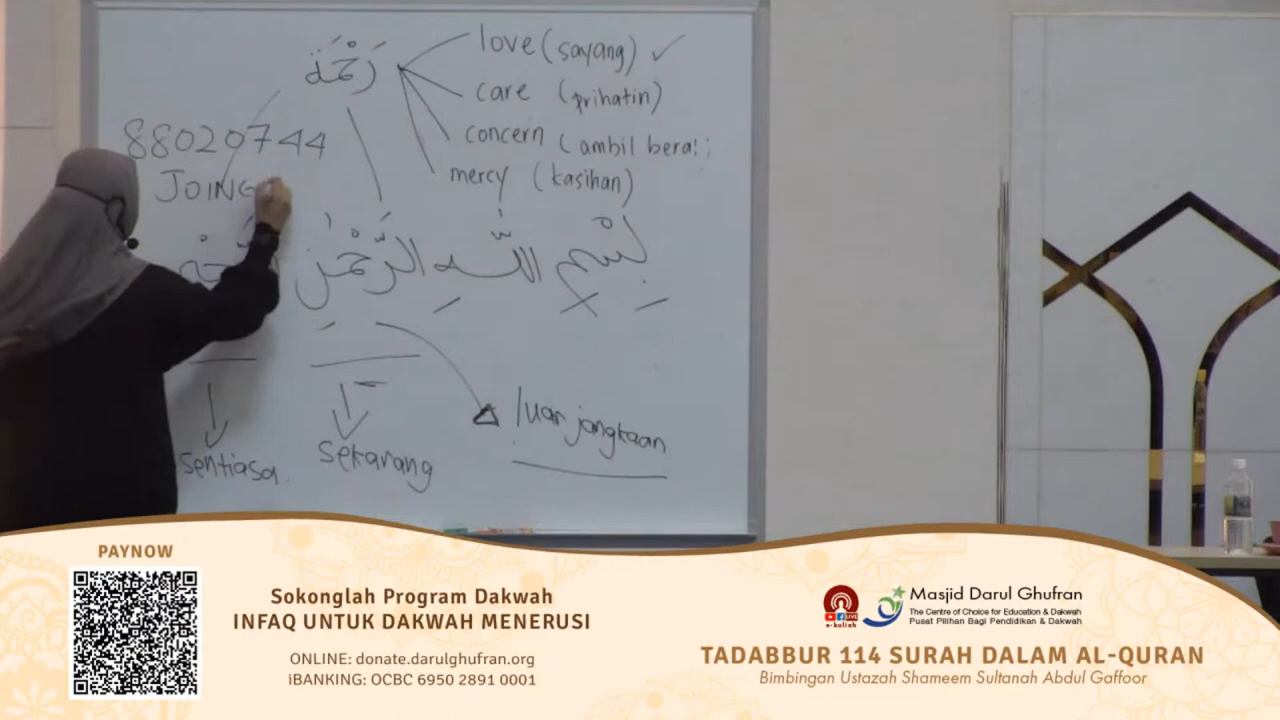 رَحْمَة
love (sayang) ✓
care (prihatin)
concern (ambil berat;
mercy (kasihan)
88020744
JOING
بِسْمِ اللَّهِ الرَّحْمٰنِ
luar jangkaan
sekarang
sentiasa.
PAYNOW
Sokonglah Program Dakwah
INFAQ UNTUK DAKWAH MENERUSI
ONLINE: donate.darulghufran.org
iBANKING: OCBC 6950 2891 0001
LIVE
e-kuliah
Masjid Darul Ghufran
The Centre of Choice for Education & Dakwah
Pusat Pilihan Bagi Pendidikan & Dakwah
TADABBUR 114 SURAH DALAM AL-QURAN
Bimbingan Ustazah Shameem Sultanah Abdul Gaffoor